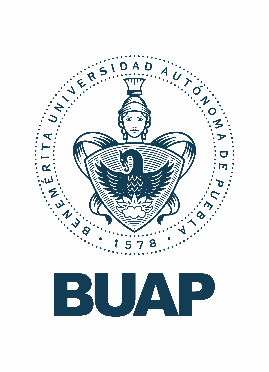 BENEMÉRITA UNIVERSIDAD AUTÓNOMA DE PUEBLA
· 1578 ·
BUAP